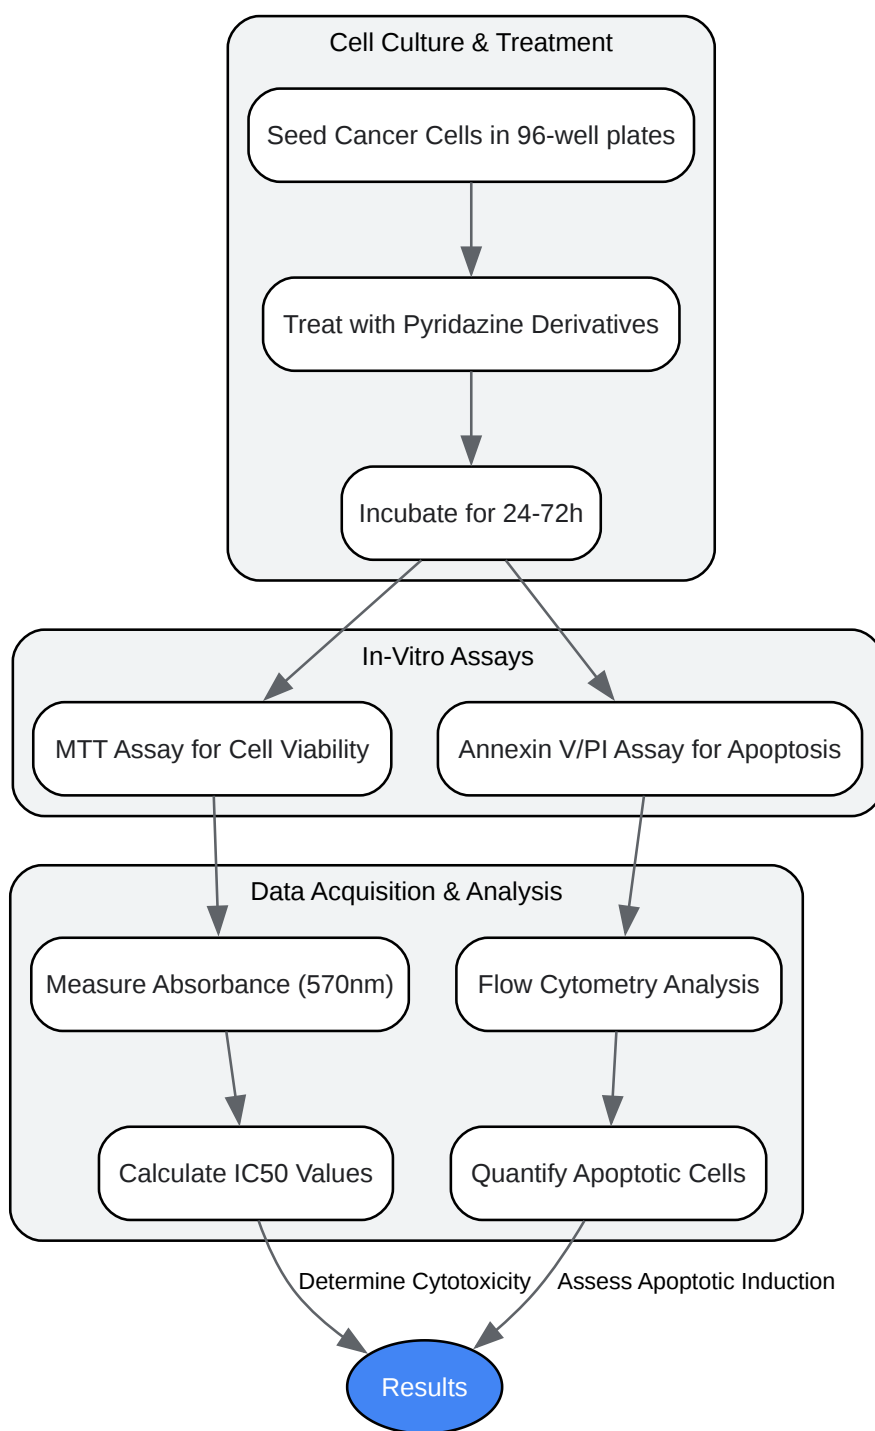 Cell Culture & Treatment
Seed Cancer Cells in 96-well plates
Treat with Pyridazine Derivatives
Incubate for 24-72h
In-Vitro Assays
MTT Assay for Cell Viability
Annexin V/PI Assay for Apoptosis
Data Acquisition & Analysis
Measure Absorbance (570nm)
Flow Cytometry Analysis
Calculate IC50 Values
Quantify Apoptotic Cells
Determine Cytotoxicity
Assess Apoptotic Induction
Results